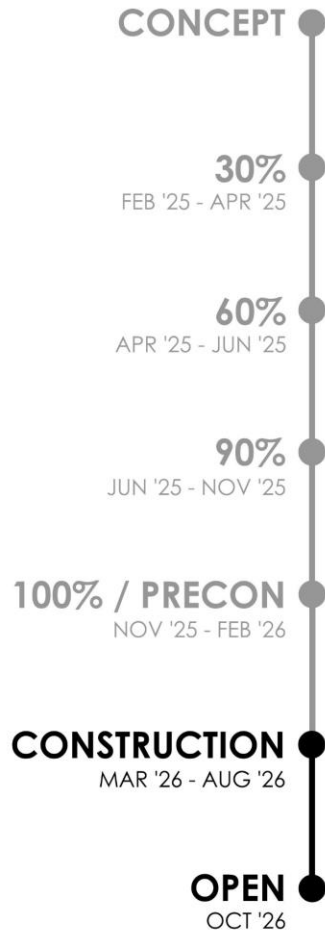 CONCEPT
30%
FEB '25 - APR '25
60%
APR '25 - JUN '25
90%
JUN '25 - NOV '25
100% / PRECON
NOV '25 - FEB '26
CONSTRUCTION
MAR '26 - AUG '26
OPEN
OCT '26